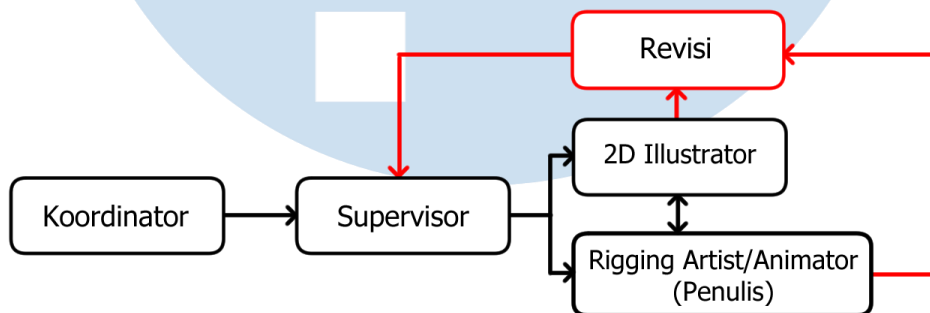 Revisi
2D Illustrator
Koordinator
Supervisor
Rigging Artist/Animator
(Penulis)